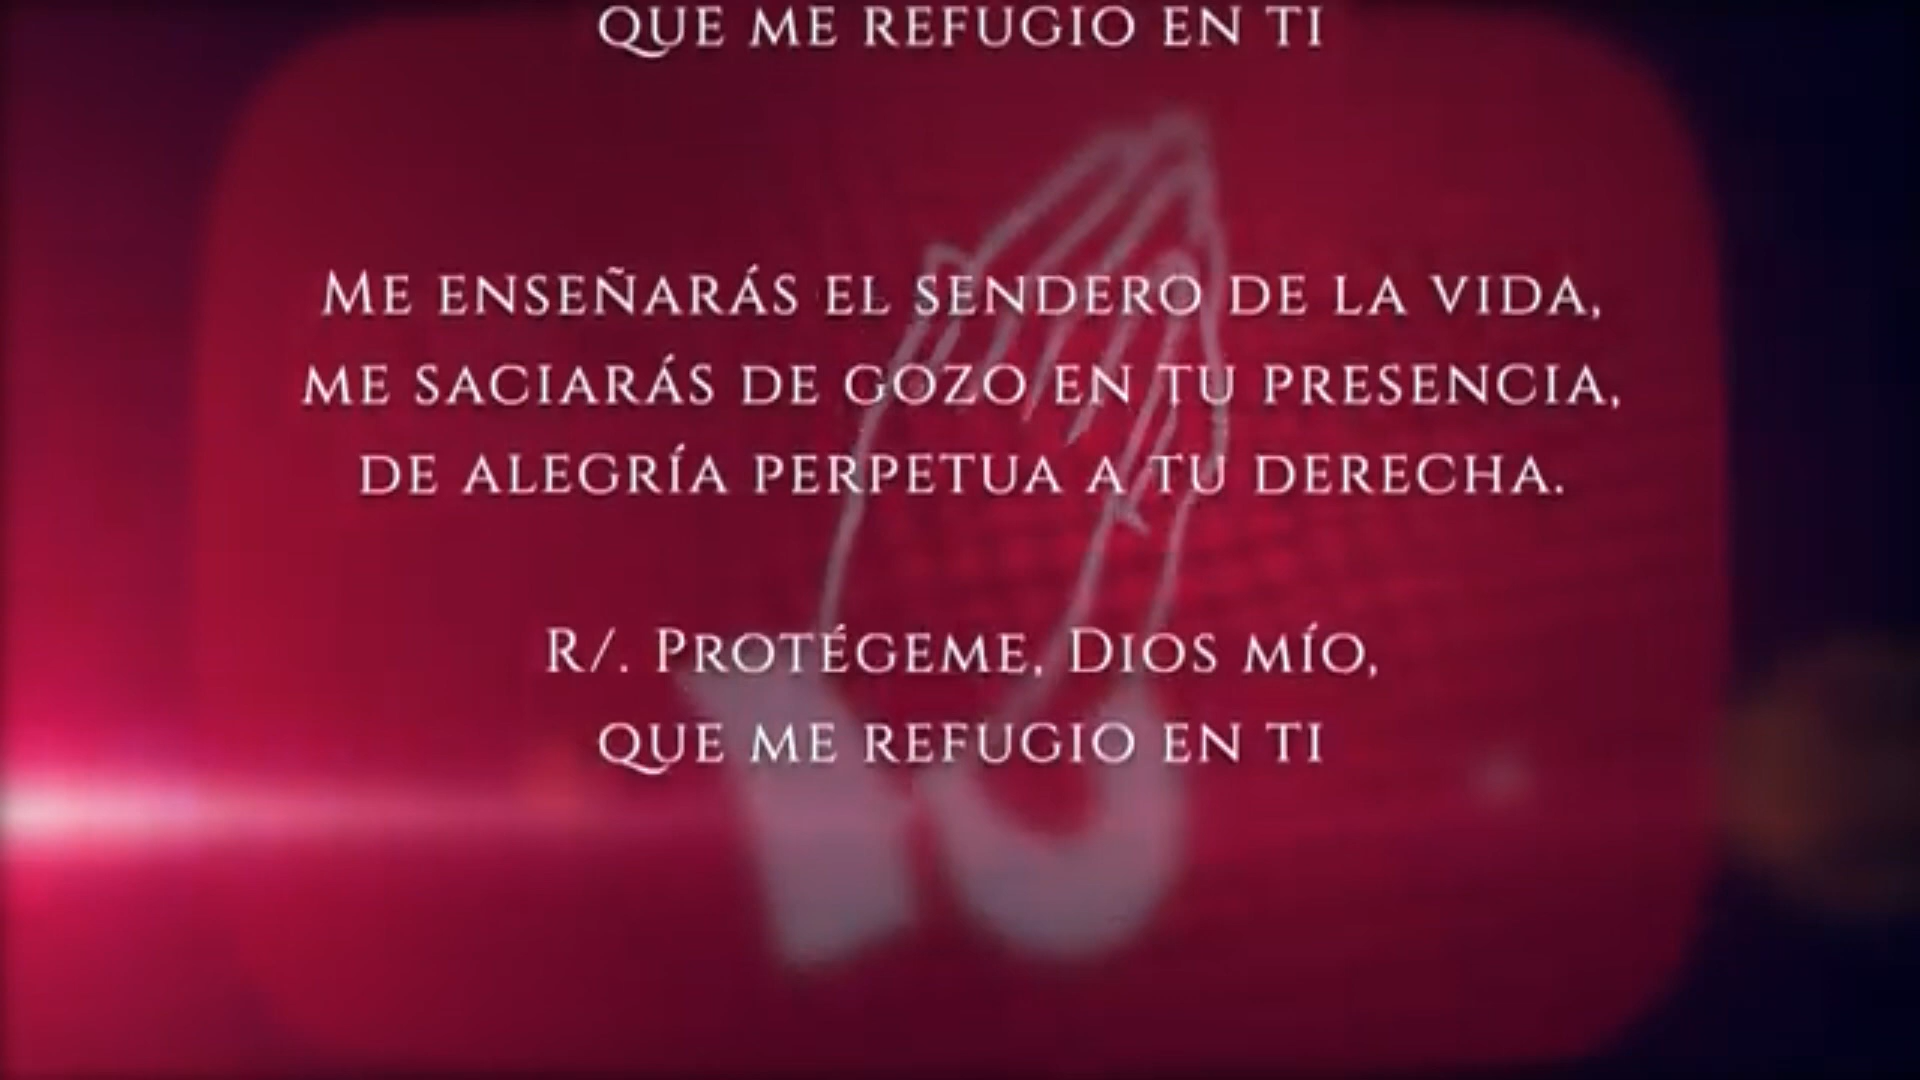 QUE ME REFUGIO EN TI
ME ENSEÑARÁS EL SENDERO DE LA VIDA,
ME SACIARÁS DE GOZO EN TU PRESENCIA,
DE ALEGRÍA PERPETUA A TU DERECHA.
R/. PROTÉGEME, DIOS MÍO,
QUE ME REFUGIO EN TI